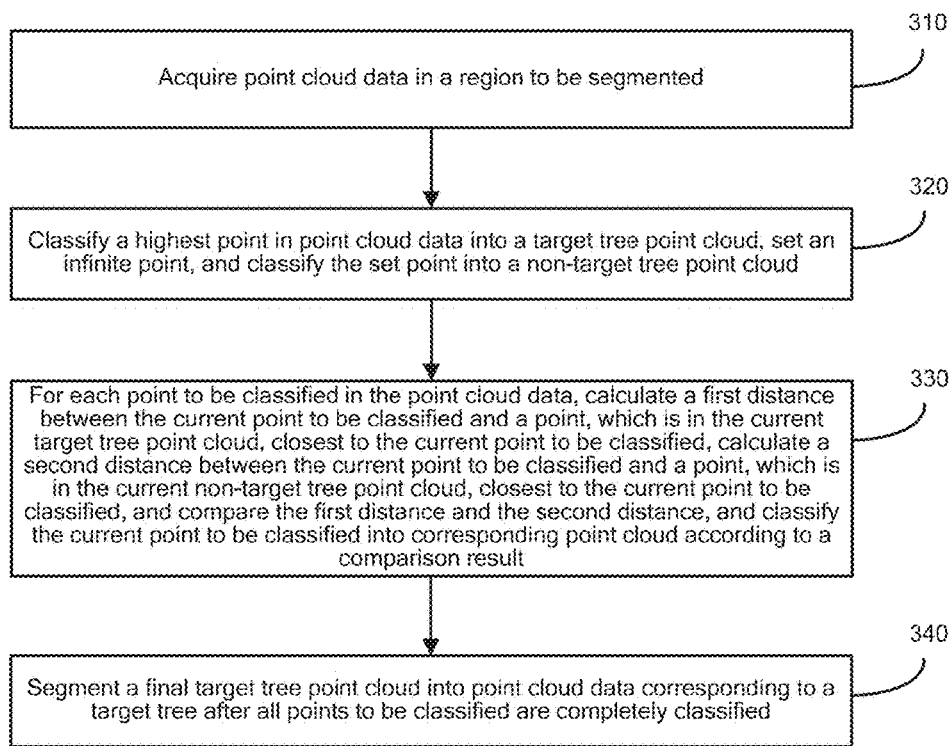 310
Acquire point cloud data in a region to be segmented
320
Classify a highest point in point cloud data into a target tree point cloud, set an
infinite point, and classify the set point into a non-target tree point cloud
330
For each point to be classified in the point cloud data, calculate a first distance
between the current point to be classified and a point, which is in the current
target tree point cloud, closest to the current point to be classified, calculate a
second distance between the current point to be classified and a point, which is
in the current non-target tree point cloud, closest to the current point to be
classified, and compare the first distance and the second distance, and classify
the current point to be classified into corresponding point cloud according to a
comparison result
340
Segment a final target tree point cloud into point cloud data corresponding to a
target tree after all points to be classified are completely classified